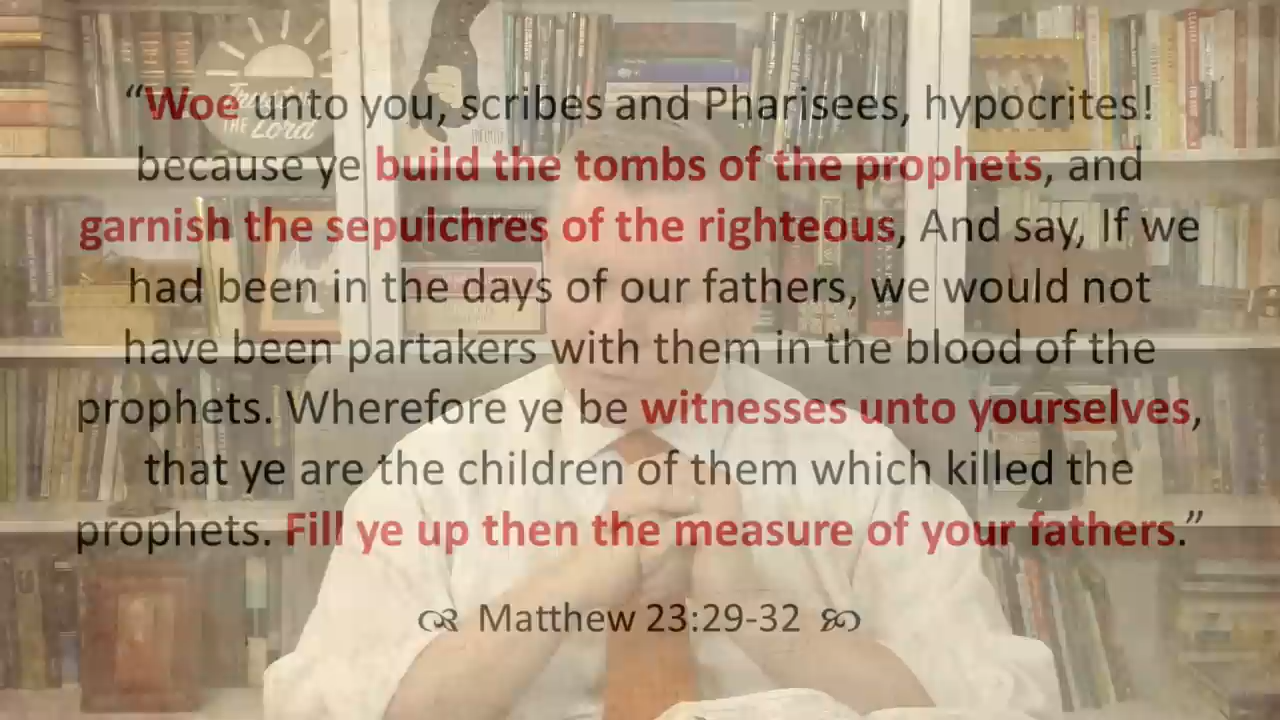 “Woe unto you, scribes and Pharisees, hypocrites!
because ye build the tombs of the prophets, and
garnish the sepulchres of the righteous, And say, If we
had been in the days of our fathers, we would not
have been partakers with them in the blood of the
prophets. Wherefore ye be witnesses unto yourselves,
that ye are the children of them which killed the
prophets. Fill ye up then the measure of your fathers.”
Matthew 23:29-32
Trust
THE Lord